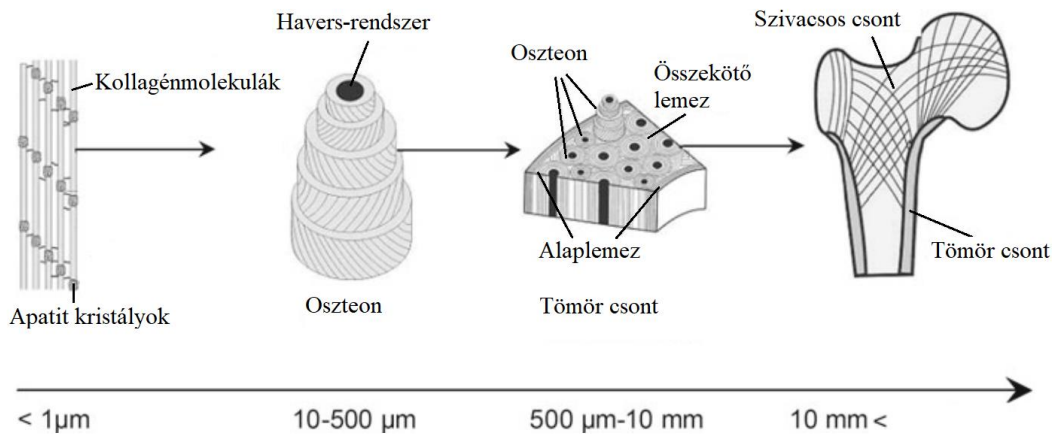 Havers-rendszer
Szivacsos csont
Oszteon
Kollagénmolekulák
Összekötő
lemez
Alaplemez
Tömör csont
Apatit kristályok
Oszteon
Tömör csont
< 1µm
10-500 µm
500 µm-10 mm
10 mm <